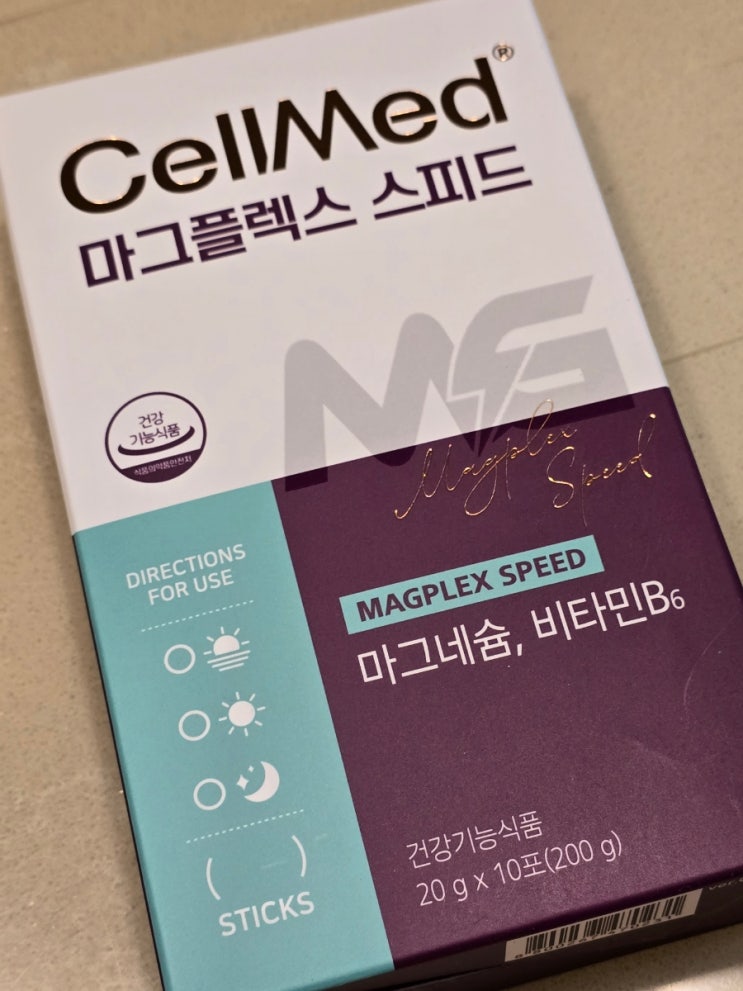 CellMed®
마그플렉스 스피드
MG
건강
기능식품
식품의약품안전처
Magplex
Speed
DIRECTIONS
FOR USE
MAGPLEX SPEED
마그네슘, 비타민B6
( )
STICKS
건강기능식품
20 g x 10포(200 g)